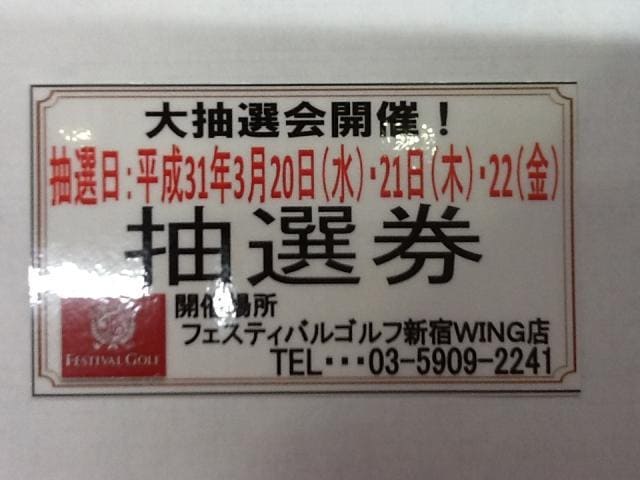 大抽選会開催！
抽選日：平成31年3月20日（水）・21日（木）・22（金）
抽選券
開催場所
フェスティバルゴルフ新宿WING店
TEL・・・03-5909-2241
FESTIVAL GOLF